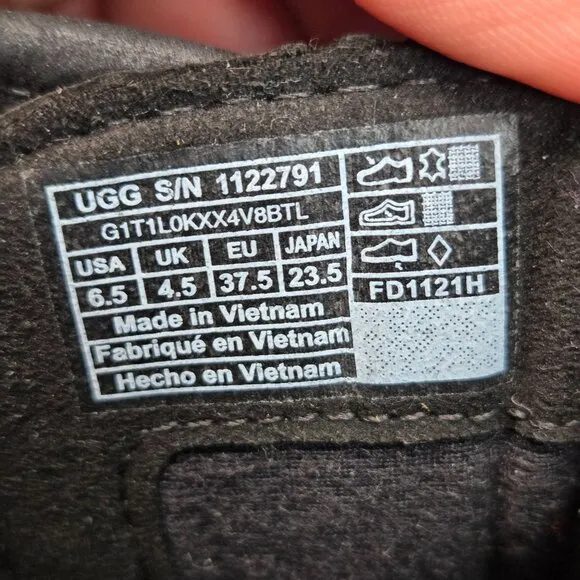 UGG S/N 1122791
G1T1L0KXX4V8BTL
USA UK EU JAPAN
6.5 4.5 37.5 23.5
Made in Vietnam
Fabriqué en Vietnam
Hecho en Vietnam
FD1121H